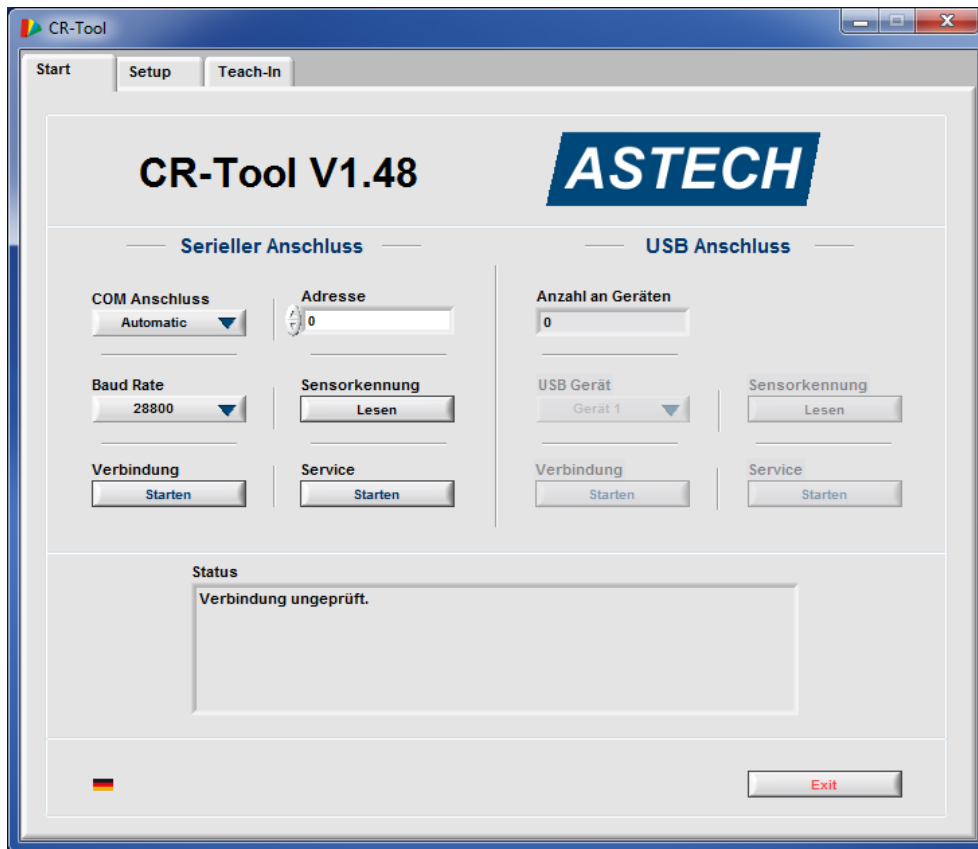 CR-Tool
Start
Setup
Teach-In
CR-Tool V1.48
ASTECH
Serieller Anschluss
COM Anschluss
Automatic
Adresse
0
Baud Rate
28800
Sensorkennung
Lesen
Verbindung
Starten
Service
Starten
USB Anschluss
Anzahl an Geräten
0
USB Gerät
Gerät 1
Sensorkennung
Lesen
Verbindung
Starten
Service
Starten
Status
Verbindung ungeprüft.
Exit